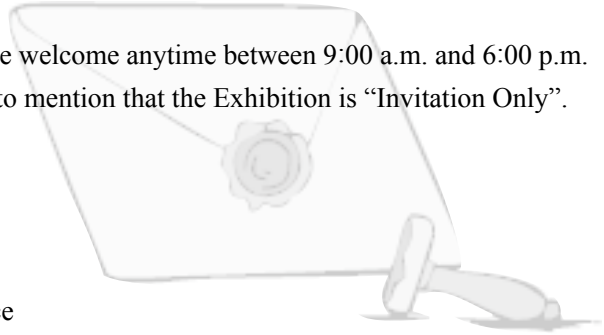 e welcome anytime between 9:00 a.m. and 6:00 p.m.
to mention that the Exhibition is “Invitation Only”.